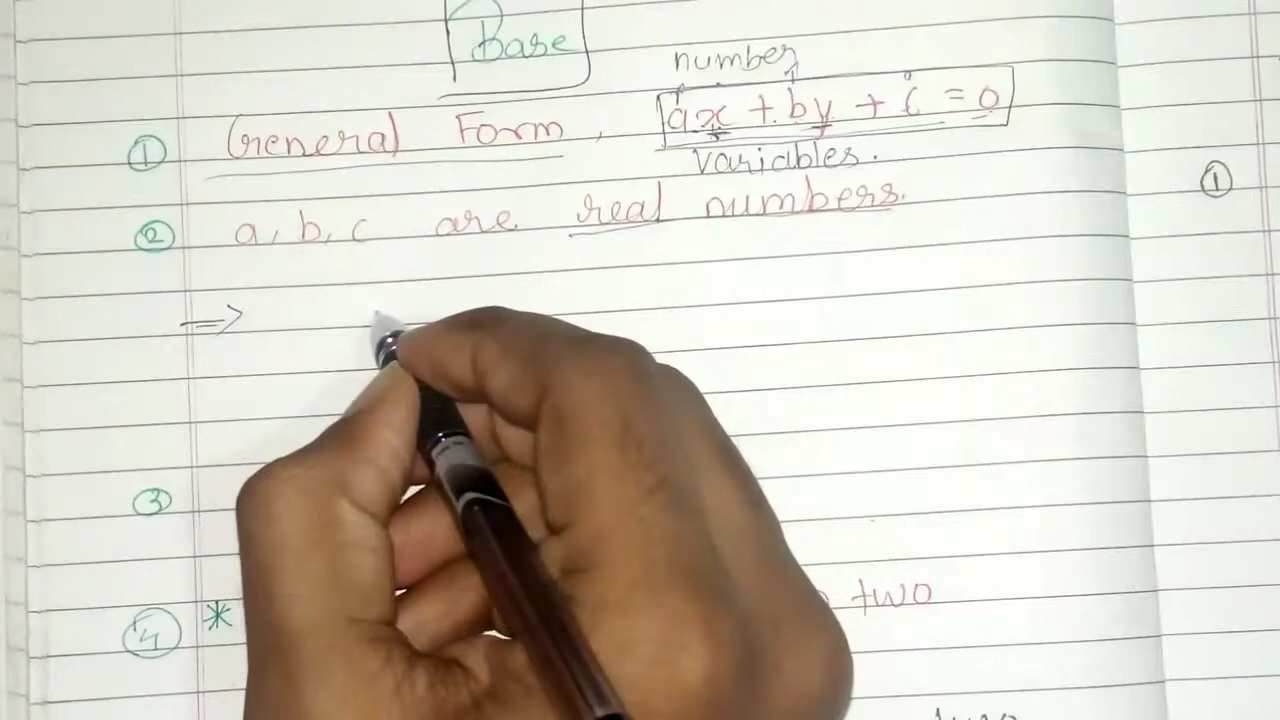 Base
number
① General Form, ax + by + c = 0
variables.
② a, b, c are real numbers.
①
⇒
③
④ * two